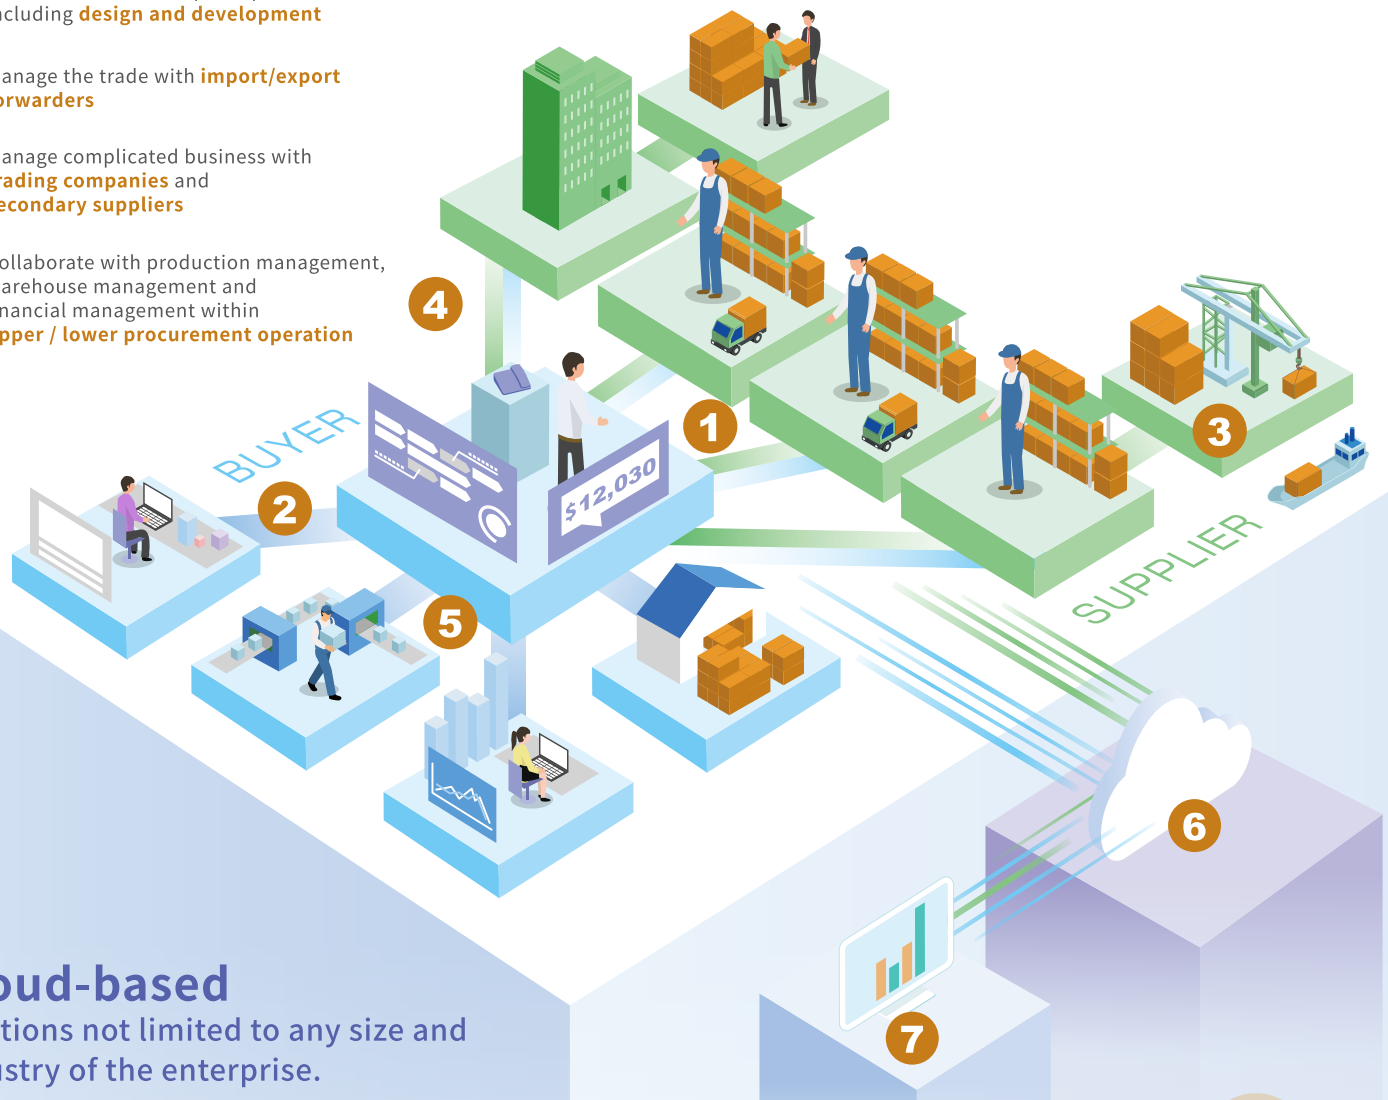 including design and development
anage the trade with import/export
orwarders
anage complicated business with
rading companies and
econdary suppliers
ollaborate with production management,
arehouse management and
nancial management within
pper / lower procurement operation
4
1
3
BUYER
$12,030
2
SUPPLIER
5
6
oud-based
tions not limited to any size and
ustry of the enterprise.
7